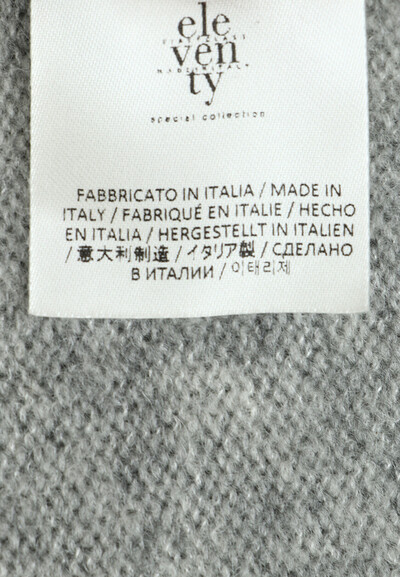 ele
ven
ty
special collection
FABBRICATO IN ITALIA / MADE IN
ITALY / FABRIQUÉ EN ITALIE / HECHO
EN ITALIA / HERGESTELLT IN ITALIEN
/ 意大利制造 / イタリア製 / СДЕЛАНО
В ИТАЛИИ / 이태리제